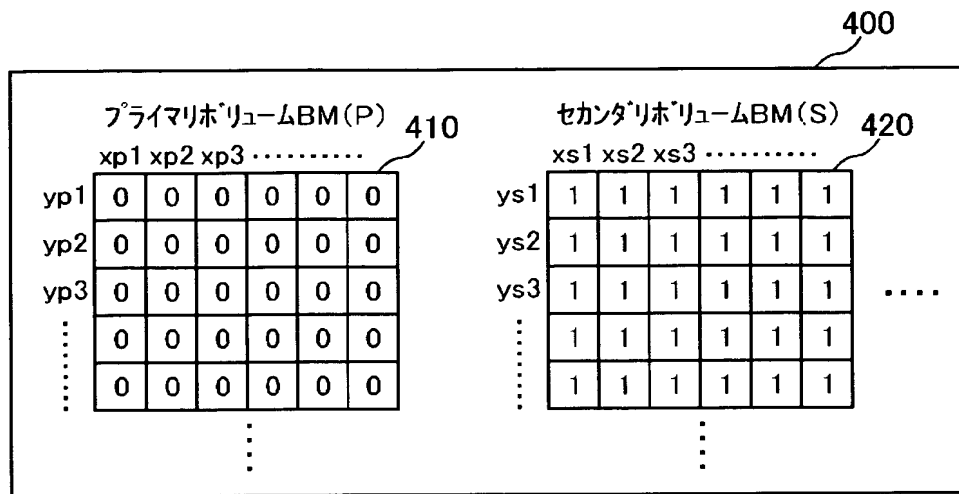 400
プライマリボリュームBM(P)
410
xp1 xp2 xp3 ··········
yp1 0 0 0 0 0 0
yp2 0 0 0 0 0 0
yp3 0 0 0 0 0 0
0 0 0 0 0 0
0 0 0 0 0 0
セカンダリボリュームBM(S)
420
xs1 xs2 xs3 ··········
ys1 1 1 1 1 1 1
ys2 1 1 1 1 1 1
ys3 1 1 1 1 1 1
1 1 1 1 1 1
1 1 1 1 1 1